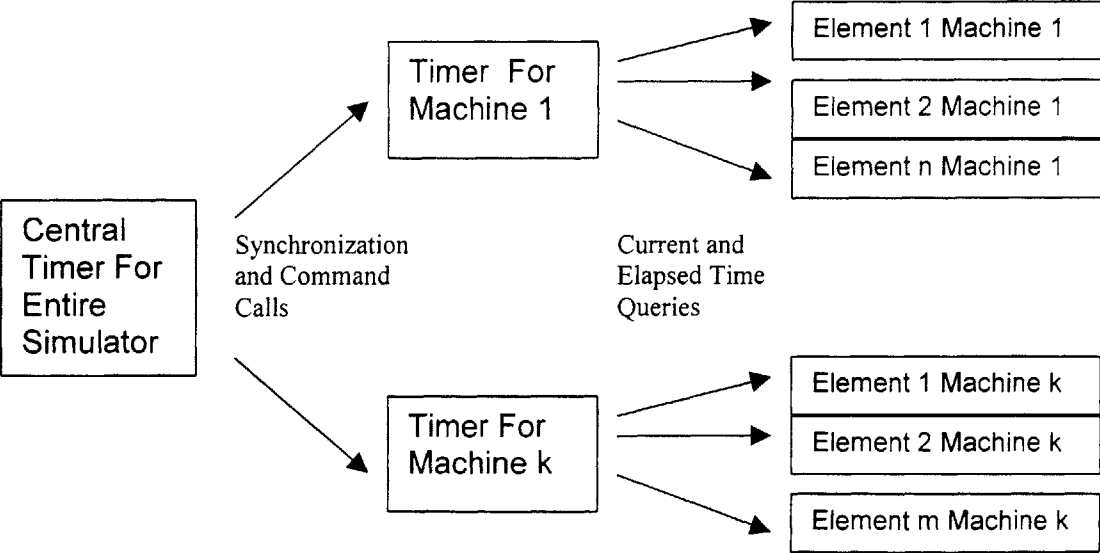 Central
Timer For
Entire
Simulator
Synchronization
and Command
Calls
Timer For
Machine 1
Timer For
Machine k
Current and
Elapsed Time
Queries
Element 1 Machine 1
Element 2 Machine 1
Element n Machine 1
Element 1 Machine k
Element 2 Machine k
Element m Machine k